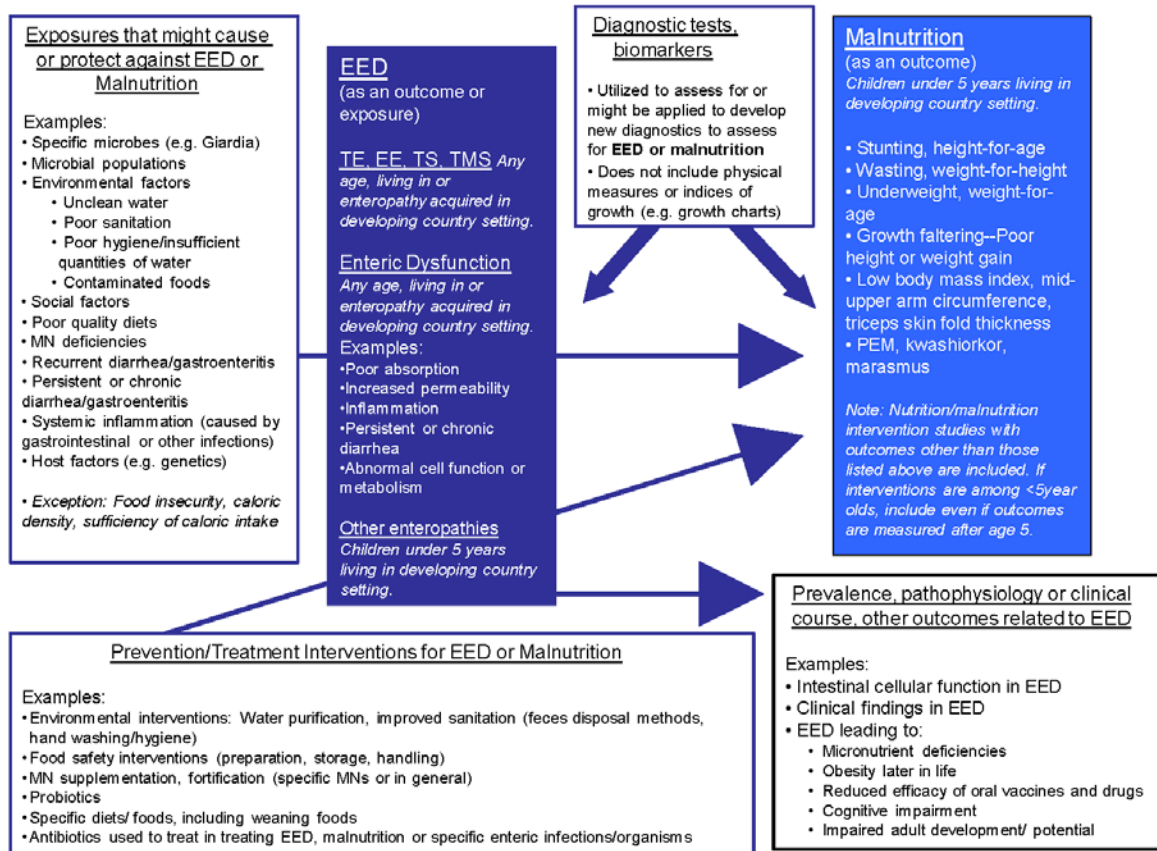 Exposures that might cause
or protect against EED or
Malnutrition
Examples:
• Specific microbes (e.g. Giardia)
• Microbial populations
• Environmental factors
• Unclean water
• Poor sanitation
• Poor hygiene/insufficient
quantities of water
• Contaminated foods
• Social factors
• Poor quality diets
• MN deficiencies
• Recurrent diarrhea/gastroenteritis
• Persistent or chronic
diarrhea/gastroenteritis
• Systemic inflammation (caused by
gastrointestinal or other infections)
• Host factors (e.g. genetics)
• Exception: Food insecurity, caloric
density, sufficiency of caloric intake
EED
(as an outcome or
exposure)
TE, EE, TS, TMS Any
age, living in or
enteropathy acquired in
developing country setting.
Enteric Dysfunction
Any age, living in or
enteropathy acquired in
developing country setting.
Examples:
•Poor absorption
•Increased permeability
•Inflammation
•Persistent or chronic
diarrhea
•Abnormal cell function or
metabolism
Other enteropathies
Children under 5 years
living in developing country
setting.
Diagnostic tests,
biomarkers
• Utilized to assess for or
might be applied to develop
new diagnostics to assess
for EED or malnutrition
• Does not include physical
measures or indices of
growth (e.g. growth charts)
Malnutrition
(as an outcome)
Children under 5 years living in
developing country setting.
• Stunting, height-for-age
• Wasting, weight-for-height
• Underweight, weight-for-
age
• Growth faltering--Poor
height or weight gain
• Low body mass index, mid-
upper arm circumference,
triceps skin fold thickness
• PEM, kwashiorkor,
marasmus
Note: Nutrition/malnutrition
intervention studies with
outcomes other than those
listed above are included. If
interventions are among <5year
olds, include even if outcomes
are measured after age 5.
Prevention/Treatment Interventions for EED or Malnutrition
Examples:
•Environmental interventions: Water purification, improved sanitation (feces disposal methods,
hand washing/hygiene)
•Food safety interventions (preparation, storage, handling)
•MN supplementation, fortification (specific MNs or in general)
•Probiotics
•Specific diets/ foods, including weaning foods
•Antibiotics used to treat in treating EED, malnutrition or specific enteric infections/organisms
Prevalence, pathophysiology or clinical
course, other outcomes related to EED
Examples:
• Intestinal cellular function in EED
• Clinical findings in EED
• EED leading to:
• Micronutrient deficiencies
• Obesity later in life
• Reduced efficacy of oral vaccines and drugs
• Cognitive impairment
• Impaired adult development/ potential